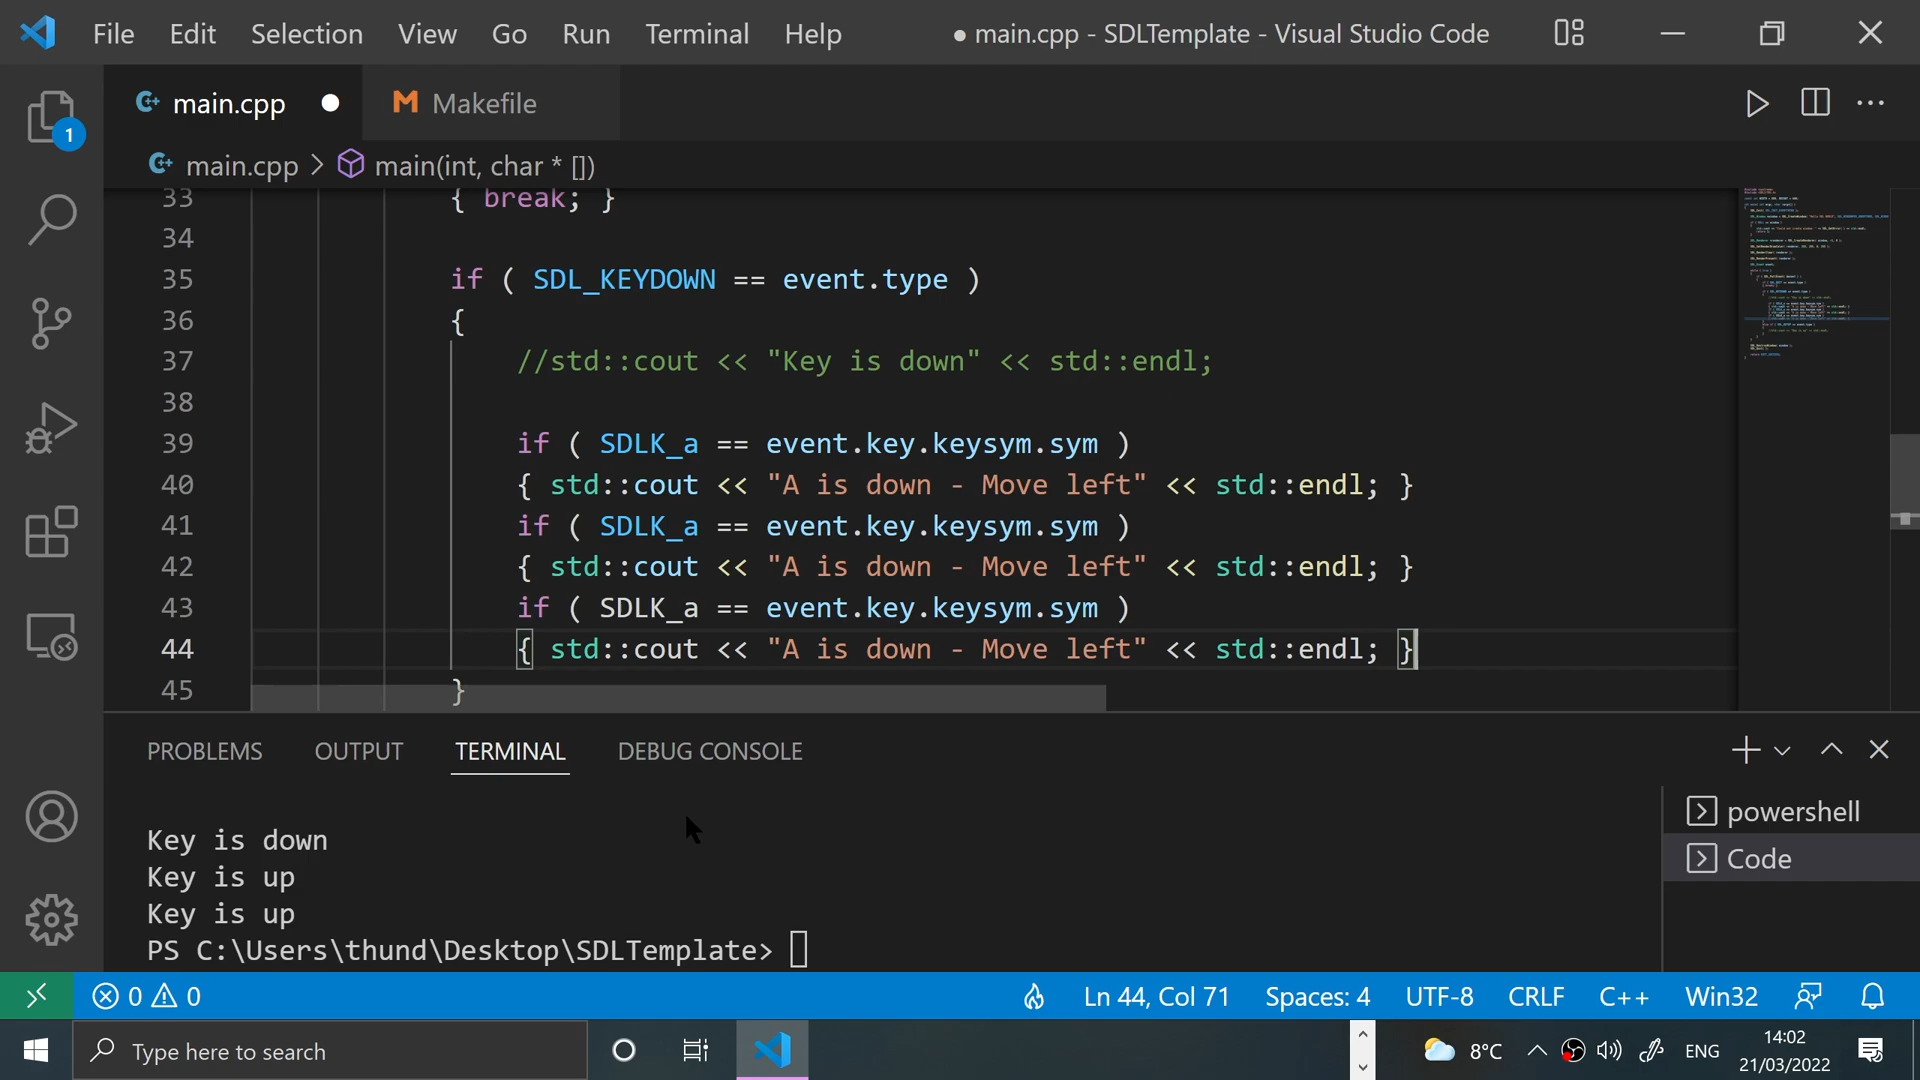 File Edit Selection View Go Run Terminal Help ● main.cpp - SDLTemplate - Visual Studio Code
main.cpp M Makefile
1
main.cpp > main(int, char * [])
33 { break; }
34
35 if ( SDL_KEYDOWN == event.type )
36 {
37 //std::cout << "Key is down" << std::endl;
38
39 if ( SDLK_a == event.key.keysym.sym )
40 { std::cout << "A is down - Move left" << std::endl; }
41 if ( SDLK_a == event.key.keysym.sym )
42 { std::cout << "A is down - Move left" << std::endl; }
43 if ( SDLK_a == event.key.keysym.sym )
44 { std::cout << "A is down - Move left" << std::endl; }
45 }
PROBLEMS OUTPUT TERMINAL DEBUG CONSOLE
powershell
Code
Key is down
Key is up
Key is up
PS C:\Users\thund\Desktop\SDLTemplate>
0 0 Ln 44, Col 71 Spaces: 4 UTF-8 CRLF C++ Win32
Type here to search 8°C ENG 14:02
21/03/2022